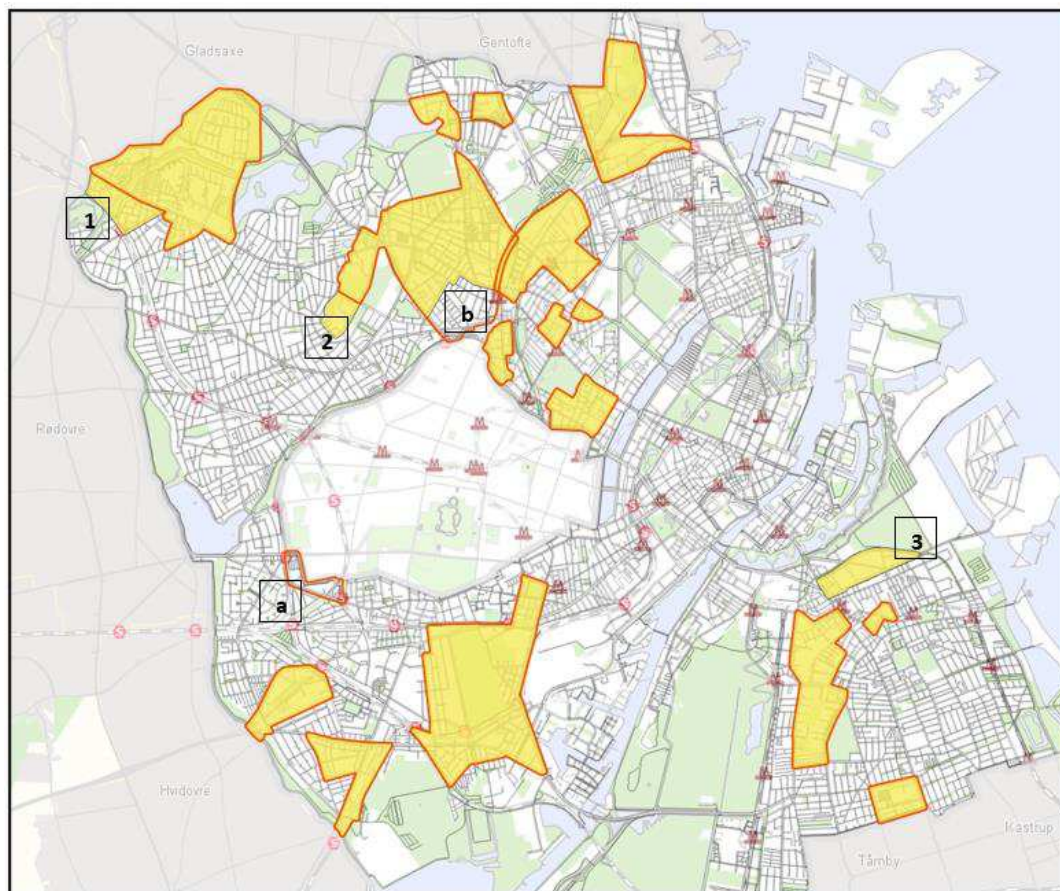 Gentofte
Gladsaxe
1
b
2
Rødovre
3
a
Hvidovre
Kastrup
Tårnby